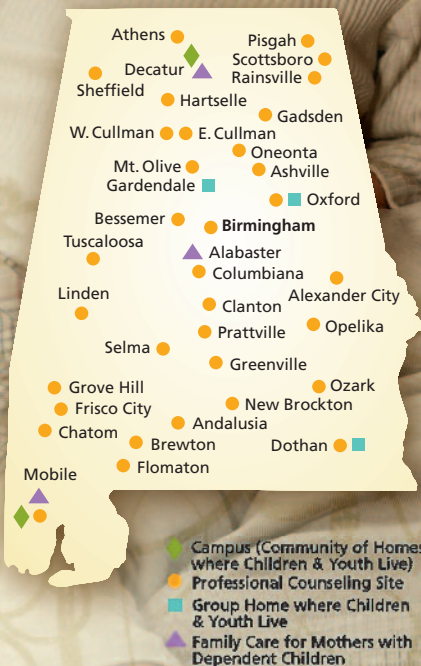 Athens
Pisgah
Scottsboro
Decatur
Rainsville
Sheffield
Hartselle
Gadsden
W. Cullman
E. Cullman
Oneonta
Mt. Olive
Ashville
Gardendale
Oxford
Bessemer
Birmingham
Tuscaloosa
Alabaster
Columbiana
Linden
Alexander City
Clanton
Prattville
Opelika
Selma
Greenville
Grove Hill
Ozark
Frisco City
New Brockton
Chatom
Andalusia
Brewton
Dothan
Flomaton
Mobile
Campus (Community of Homes
where Children & Youth Live)
Professional Counseling Site
Group Home where Children
& Youth Live
Family Care for Mothers with
Dependent Children